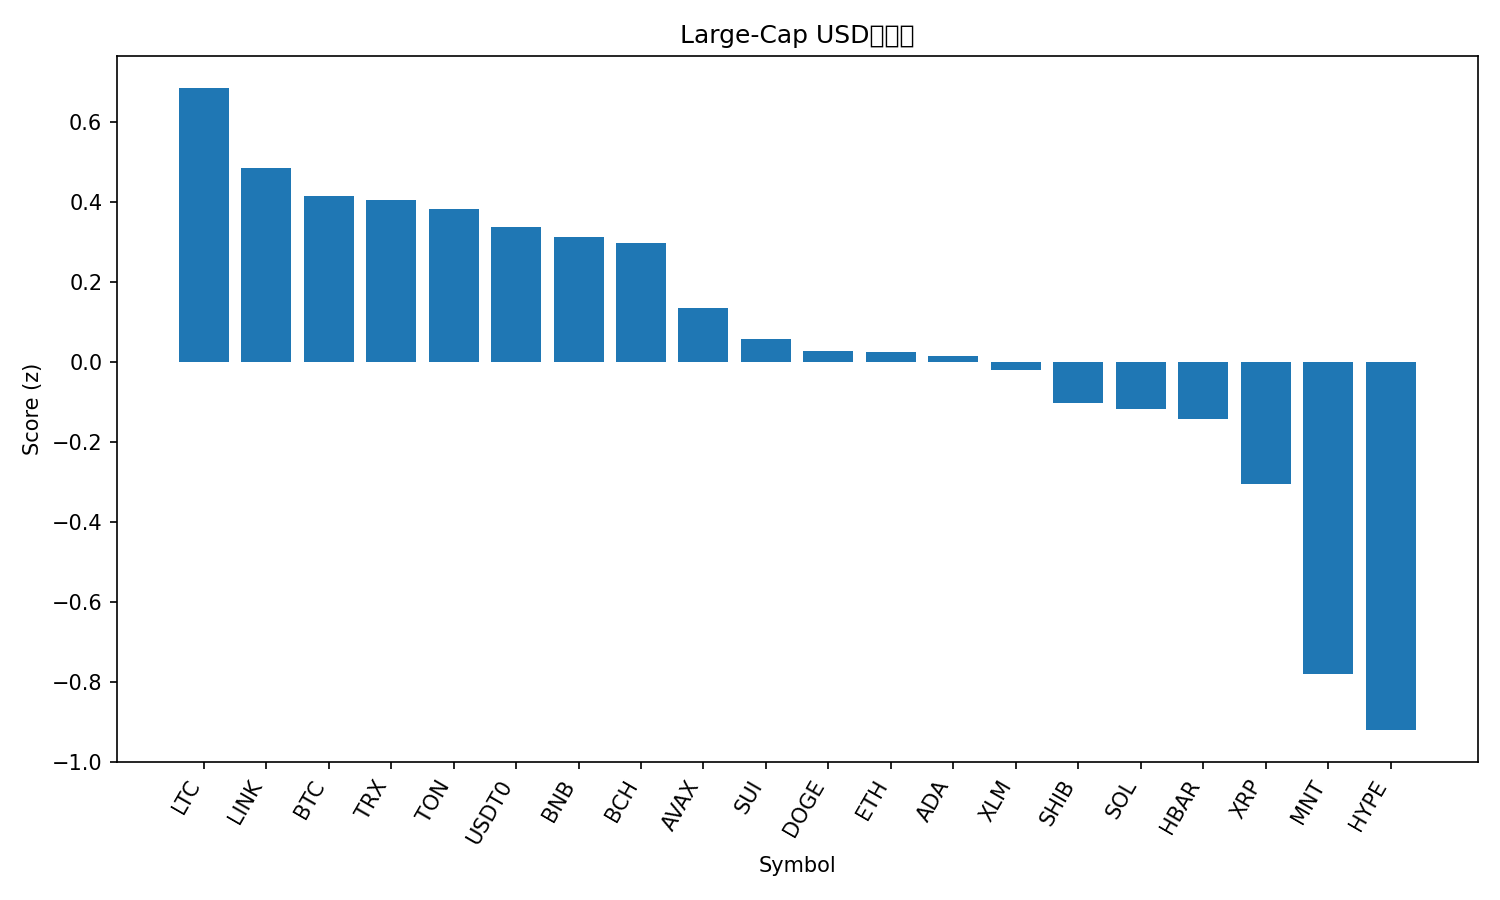 Large-Cap USD
Score (z)
0.6
0.4
0.2
0.0
−0.2
−0.4
−0.6
−0.8
−1.0
LTC LINK BTC TRX TON USDT0 BNB BCH AVAX SUI DOGE ETH ADA XLM SHIB SOL HBAR XRP MNT HYPE
Symbol